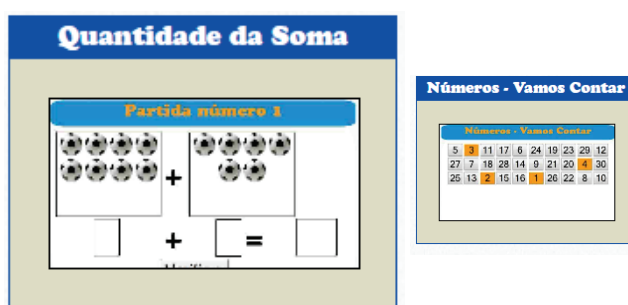 Quantidade da Soma
Partida número 1
+
+ =
Números - Vamos Contar
Números - Vamos Contar
5 3 11 17 6 24 19 23 29 12
27 7 18 28 14 9 21 20 4 30
25 13 2 15 16 1 26 22 8 10